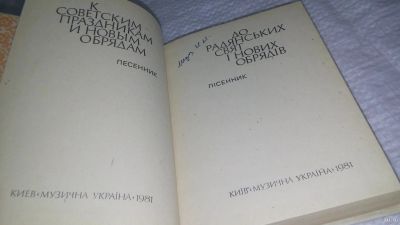 К
СОВЕТСКИМ
ПРАЗДНИКАМ
И НОВЫМ
ОБРЯДАМ
ПЕСЕННИК
КИЕВ·МУЗИЧНА УКРАЇНА·1981
ДО
РАДЯНСЬКИХ
СВЯТ
І НОВИХ
ОБРЯДІВ
ПІСЕННИК
КИЇВ·МУЗИЧНА УКРАЇНА·1981